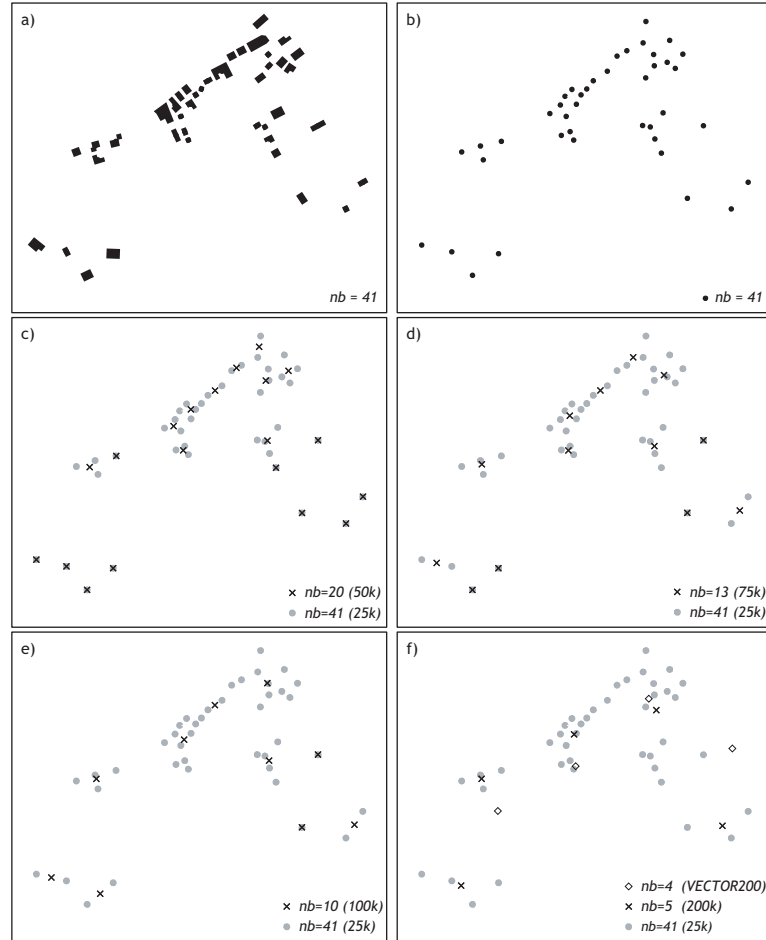 a)
nb = 41
b)
nb = 41
c)
nb=20 (50k)
nb=41 (25k)
d)
nb=13 (75k)
nb=41 (25k)
e)
nb=10 (100k)
nb=41 (25k)
f)
nb=4 (VECTOR200)
nb=5 (200k)
nb=41 (25k)